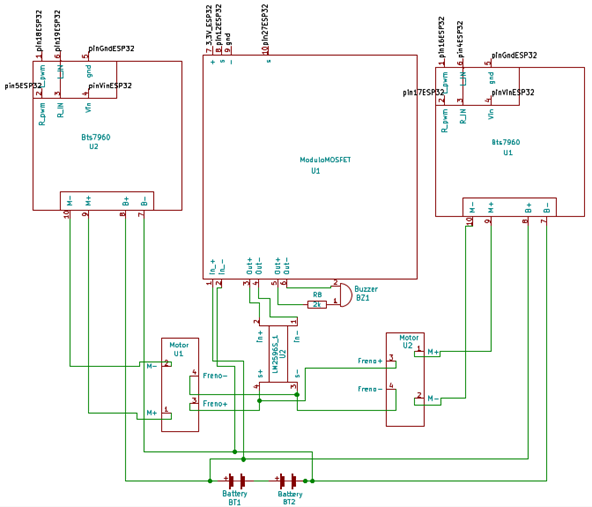 pin18ESP32
pin19ESP32
pinGndESP32
1
6
5
L_pwm
L_IN
gnd
pin5ESP32
pinVinESP32
2
3
4
R_pwm
R_IN
Vin
Bts7960
U2
M-
M+
B+
B-
10
9
8
7
3.3V_ESP32
pin12ESP32
gnd
pin27ESP32
7
8
9
10
+
s
-
s
ModuloMOSFET
U1
In_+
In_-
Out+
Out-
Out+
Out-
1
2
3
4
5
6
pin16ESP32
pin4ESP32
pinGndESP32
1
6
5
L_pwm
L_IN
gnd
pin17ESP32
pinVinESP32
2
3
4
R_pwm
R_IN
Vin
Bts7960
U1
M-
M+
B+
B-
10
9
8
7
R8
2k
2
1
Buzzer
BZ1
2
1
In+
In-
LM2596S_1
U2
s+
s-
4
3
Motor
U1
2
M-
4
Freno-
3
Freno+
1
M+
Motor
U2
1
M+
Freno+
3
Freno-
4
2
M-
+
+
Battery
BT1
Battery
BT2